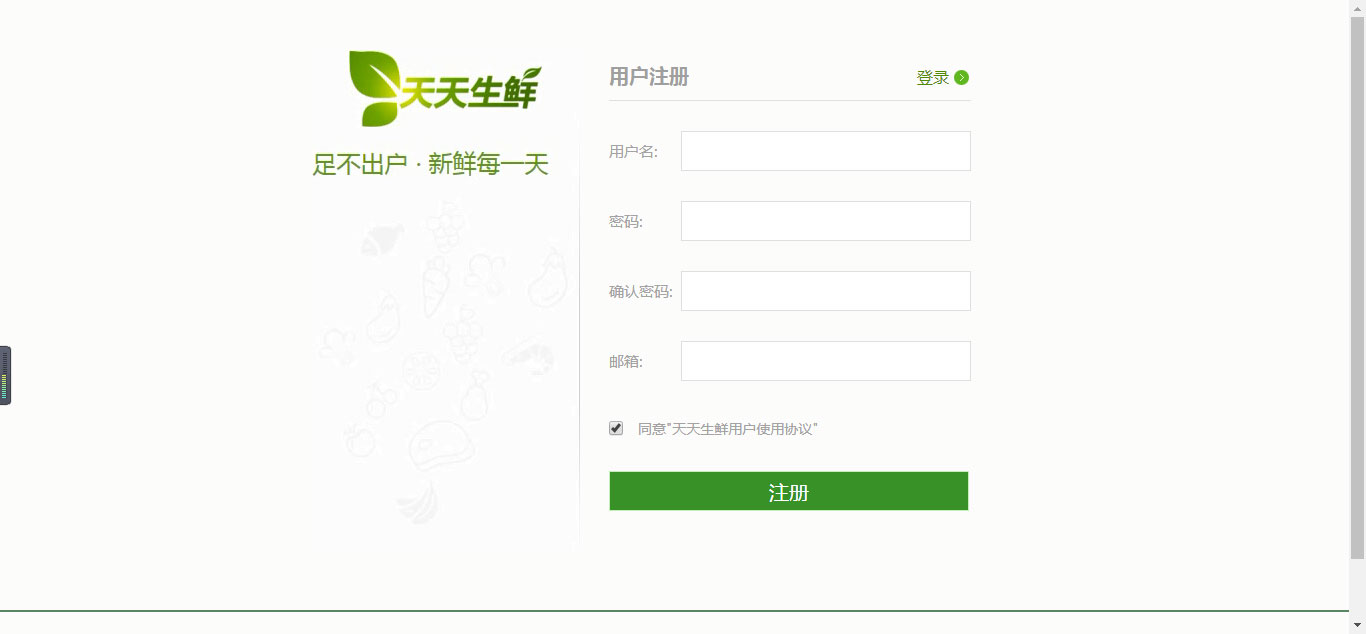 天天生鲜
足不出户 · 新鲜每一天
用户注册
登录
用户名:
密码:
确认密码:
邮箱:
同意"天天生鲜用户使用协议"
注册